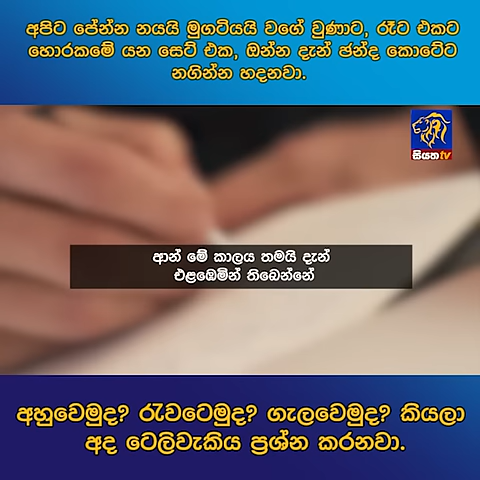 අපිට පේන්න නයයි මුගටියයි වගේ වුණාට, රෑට එකට
හොරකමේ යන සෙට් එක, ඔන්න දැන් ඡන්ද කොටේට
නගින්න හදනවා.
සියත tv
ආන් මේ කාලය තමයි දැන්
එළඹෙමින් තිබෙන්නේ
අහුවෙමුද? රැවටෙමුද? ගැලවෙමුද? කියලා
අද ටෙලිවැකිය ප්‍රශ්න කරනවා.